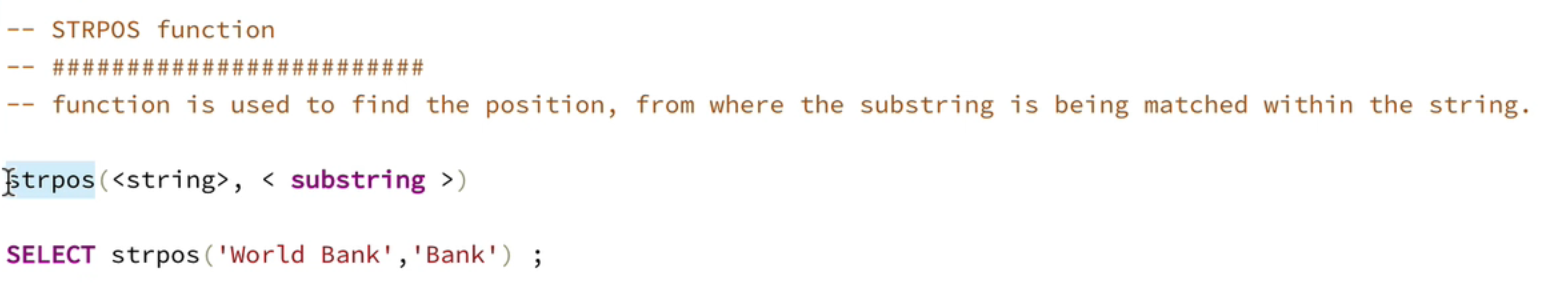 -- STRPOS function
-- #########################
-- function is used to find the position, from where the substring is being matched within the string.
strpos(<string>, < substring >)
SELECT strpos('World Bank','Bank') ;